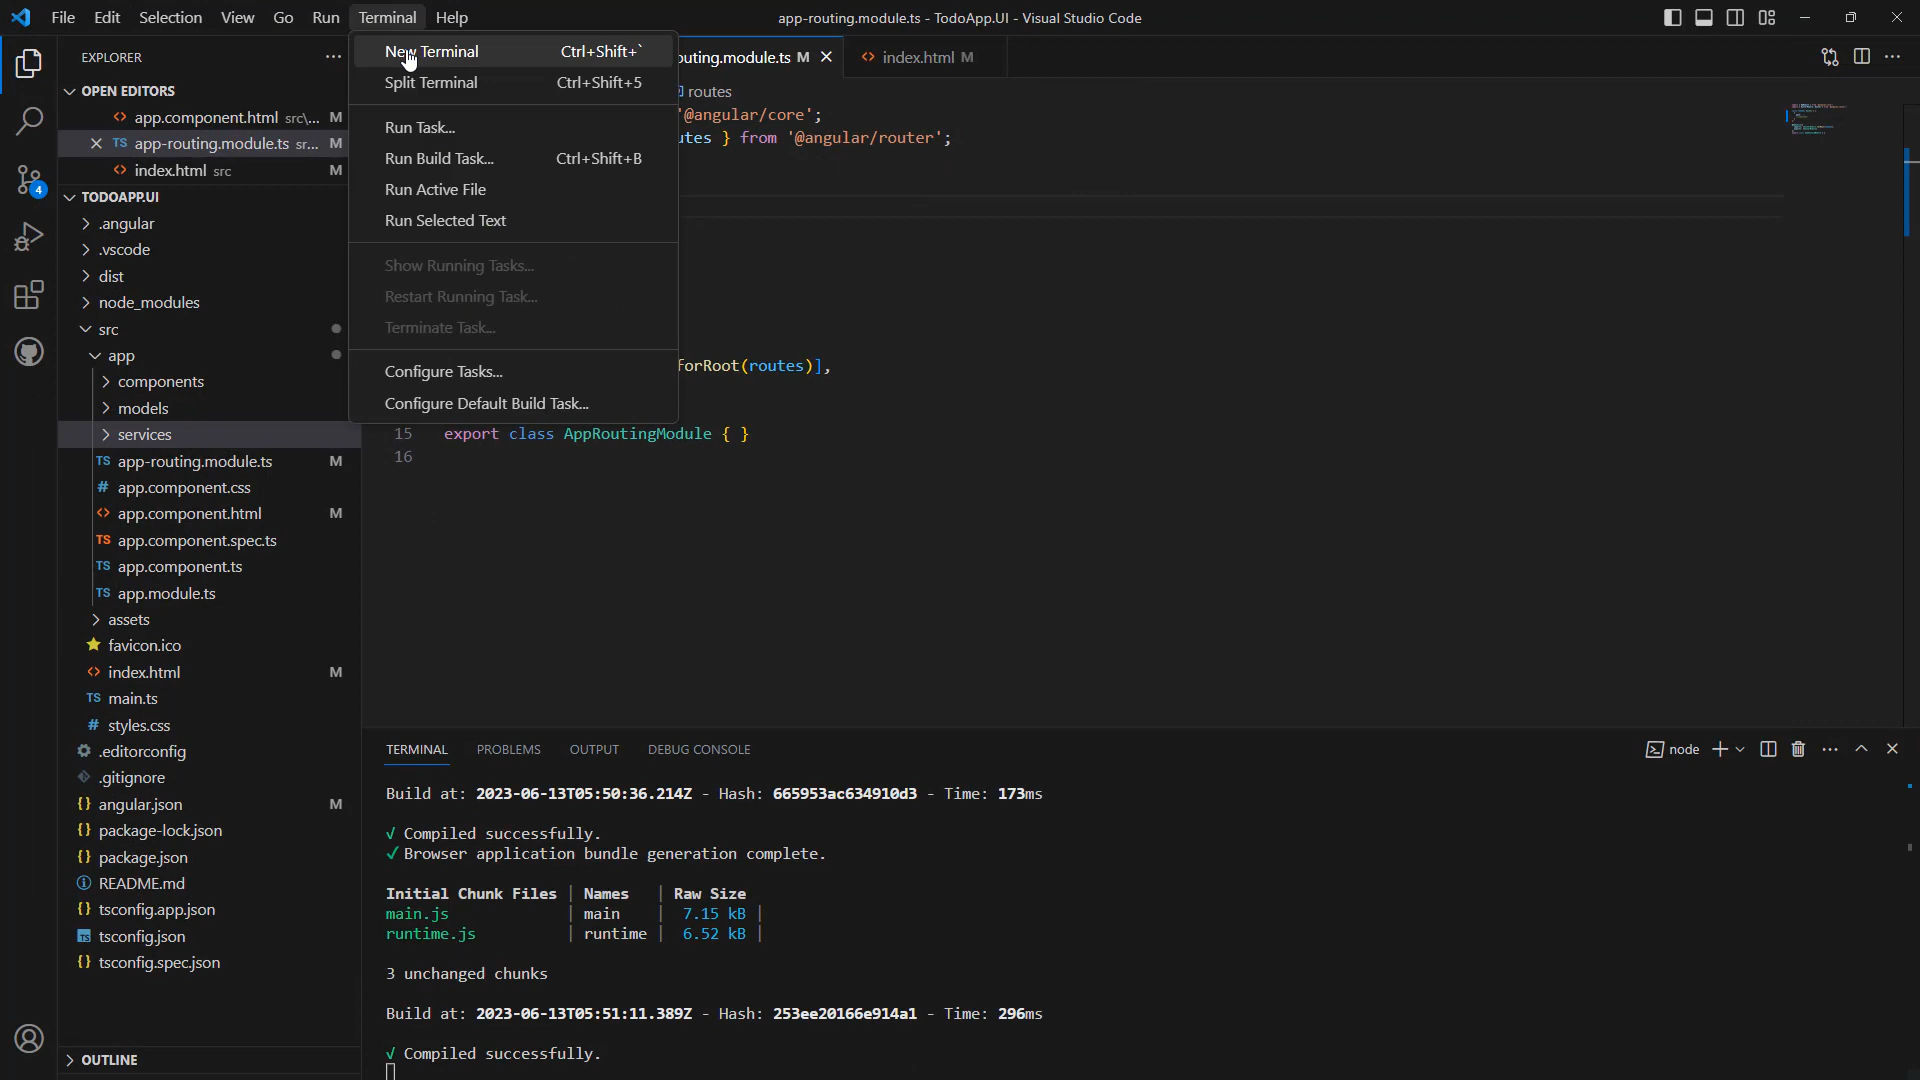 File Edit Selection View Go Run Terminal Help
app-routing.module.ts - TodoApp.UI - Visual Studio Code
EXPLORER
OPEN EDITORS
app.component.html src\... M
app-routing.module.ts sr... M
index.html src M
TODOAPP.UI
.angular
.vscode
dist
node_modules
src
app
components
models
services
app-routing.module.ts M
app.component.css
app.component.html M
app.component.spec.ts
app.component.ts
app.module.ts
assets
favicon.ico
index.html M
main.ts
styles.css
.editorconfig
.gitignore
angular.json M
package-lock.json
package.json
README.md
tsconfig.app.json
tsconfig.json
tsconfig.spec.json
OUTLINE
4
New Terminal Ctrl+Shift+`
Split Terminal Ctrl+Shift+5
Run Task...
Run Build Task... Ctrl+Shift+B
Run Active File
Run Selected Text
Show Running Tasks...
Restart Running Task...
Terminate Task...
Configure Tasks...
Configure Default Build Task...
outing.module.ts M
index.html M
routes
'@angular/core';
utes } from '@angular/router';
forRoot(routes)],
15 export class AppRoutingModule { }
16
TERMINAL PROBLEMS OUTPUT DEBUG CONSOLE
node
Build at: 2023-06-13T05:50:36.214Z - Hash: 665953ac634910d3 - Time: 173ms
√ Compiled successfully.
✓ Browser application bundle generation complete.
Initial Chunk Files | Names | Raw Size
main.js | main | 7.15 kB |
runtime.js | runtime | 6.52 kB |
3 unchanged chunks
Build at: 2023-06-13T05:51:11.389Z - Hash: 253ee20166e914a1 - Time: 296ms
√ Compiled successfully.